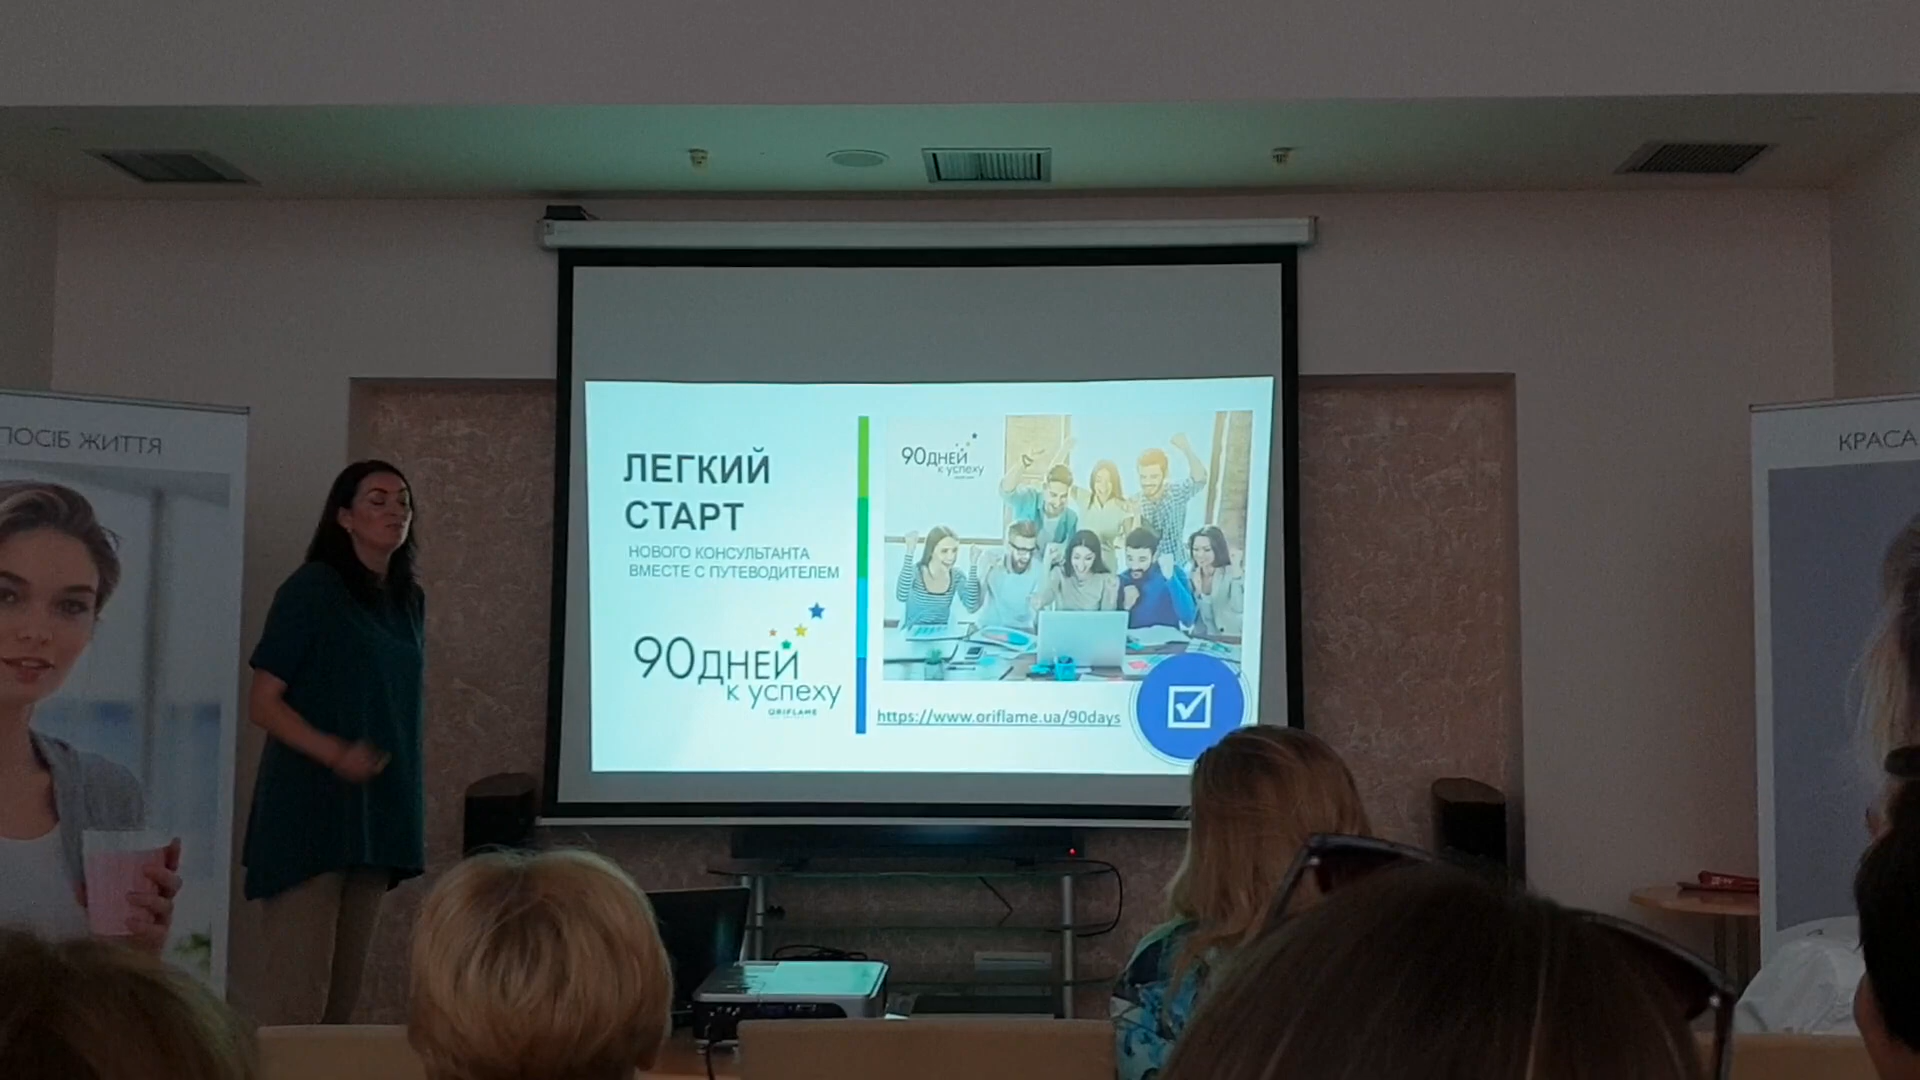 ПОСІБ ЖИТТЯ
ЛЕГКИЙ
СТАРТ
НОВОГО КОНСУЛЬТАНТА
ВМЕСТЕ С ПУТЕВОДИТЕЛЕМ
90ДНЕЙ
к успеху
ORIFLAME
90ДНЕЙ
к успеху
https://www.oriflame.ua/90days
КРАСА